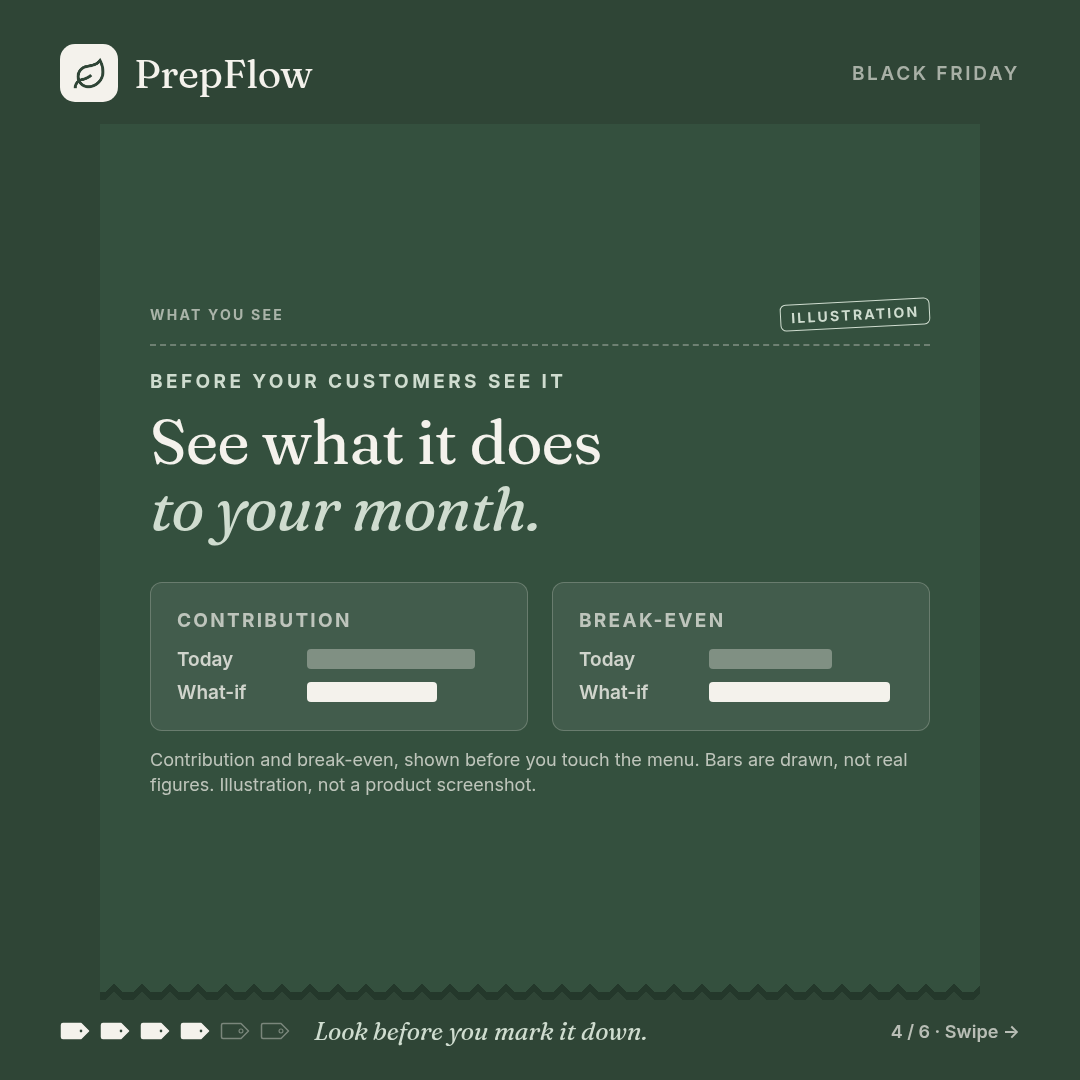 PrepFlow
BLACK FRIDAY
WHAT YOU SEE
ILLUSTRATION
BEFORE YOUR CUSTOMERS SEE IT
See what it does
to your month.
CONTRIBUTION
Today
What-if
BREAK-EVEN
Today
What-if
Contribution and break-even, shown before you touch the menu. Bars are drawn, not real
figures. Illustration, not a product screenshot.
Look before you mark it down.
4 / 6 · Swipe →